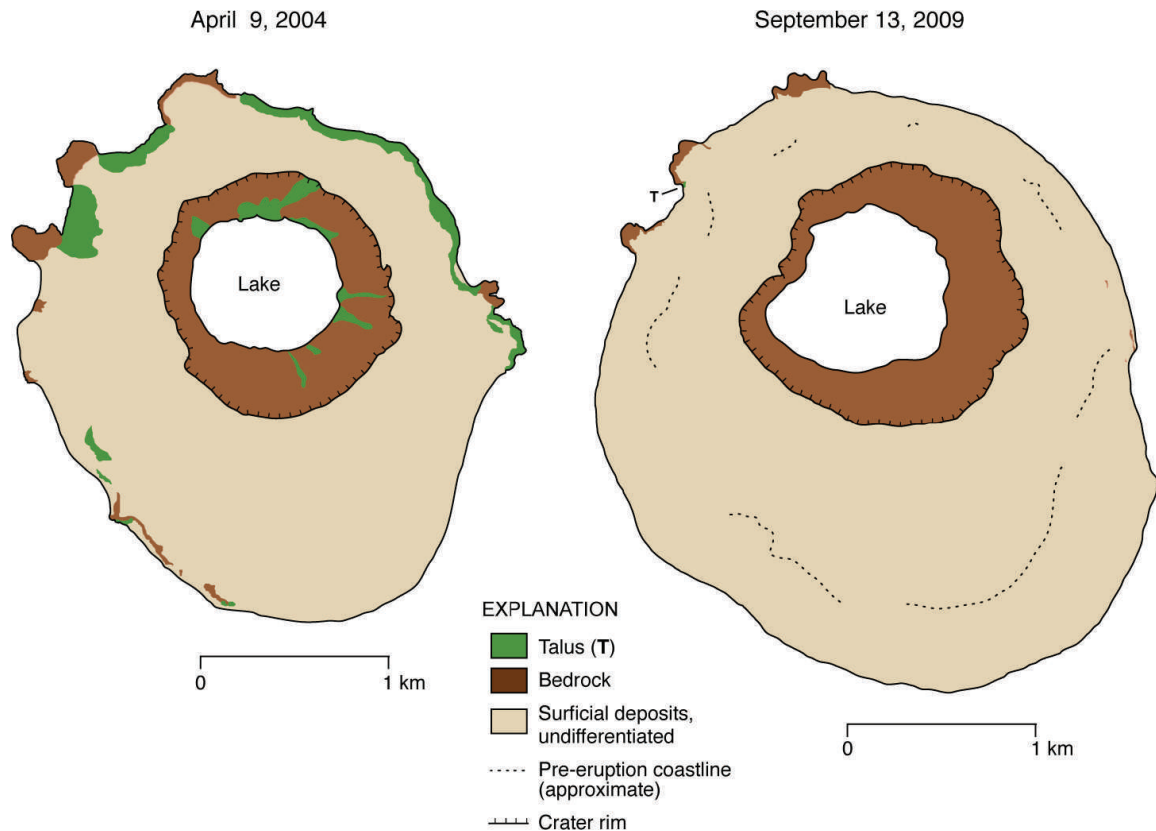 April 9, 2004
September 13, 2009
T
Lake
Lake
EXPLANATION
Talus (T)
Bedrock
Surficial deposits,
undifferentiated
Pre-eruption coastline
(approximate)
Crater rim
0 1 km
0 1 km